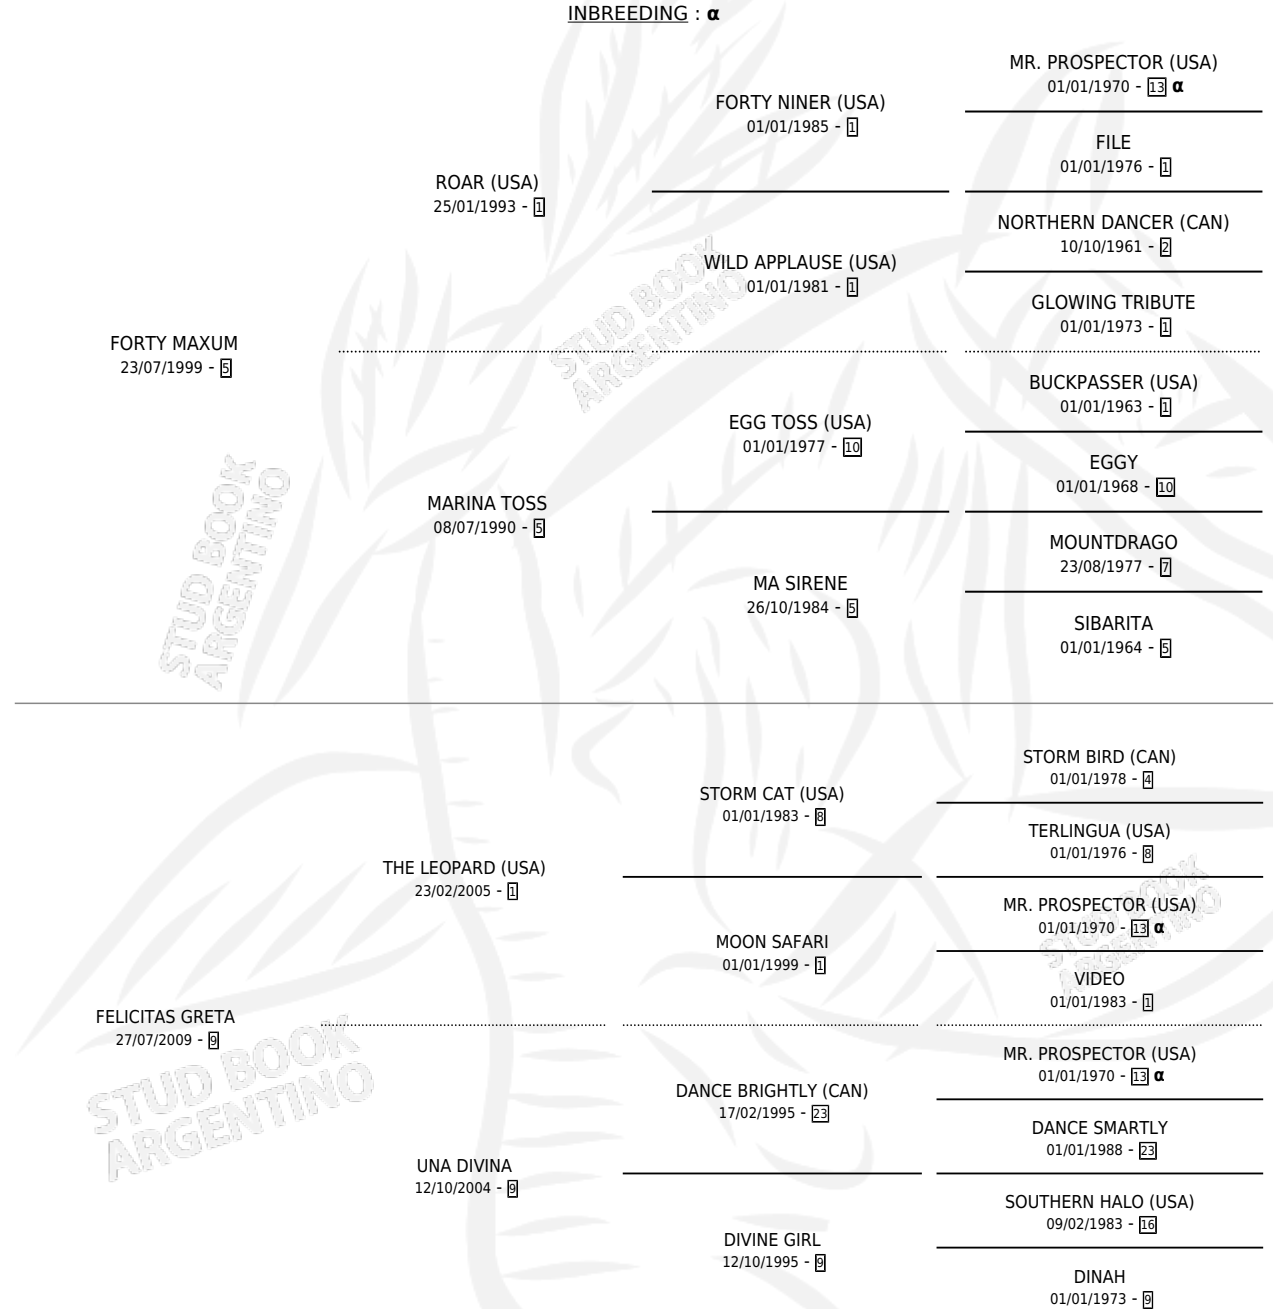 INBREEDING : α
MR. PROSPECTOR (USA)
01/01/1970 - 13 α
FORTY NINER (USA)
01/01/1985 - 1
FILE
01/01/1976 - 1
ROAR (USA)
25/01/1993 - 1
NORTHERN DANCER (CAN)
10/10/1961 - 2
WILD APPLAUSE (USA)
01/01/1981 - 1
GLOWING TRIBUTE
01/01/1973 - 1
FORTY MAXUM
23/07/1999 - 5
BUCKPASSER (USA)
01/01/1963 - 1
EGG TOSS (USA)
01/01/1977 - 10
EGGY
01/01/1968 - 10
MARINA TOSS
08/07/1990 - 5
MOUNTDRAGO
23/08/1977 - 7
MA SIRENE
26/10/1984 - 5
SIBARITA
01/01/1964 - 5
STORM BIRD (CAN)
01/01/1978 - 4
STORM CAT (USA)
01/01/1983 - 8
TERLINGUA (USA)
01/01/1976 - 8
THE LEOPARD (USA)
23/02/2005 - 1
MR. PROSPECTOR (USA)
01/01/1970 - 13 α
MOON SAFARI
01/01/1999 - 1
VIDEO
01/01/1983 - 1
FELICITAS GRETA
27/07/2009 - 9
MR. PROSPECTOR (USA)
01/01/1970 - 13 α
DANCE BRIGHTLY (CAN)
17/02/1995 - 23
DANCE SMARTLY
01/01/1988 - 23
UNA DIVINA
12/10/2004 - 9
SOUTHERN HALO (USA)
09/02/1983 - 16
DIVINE GIRL
12/10/1995 - 9
DINAH
01/01/1973 - 9
STUD BOOK
ARGENTINO
STUD BOOK
ARGENTINO
STUD BOOK
ARGENTINO
STUD BOOK
ARGENTINO